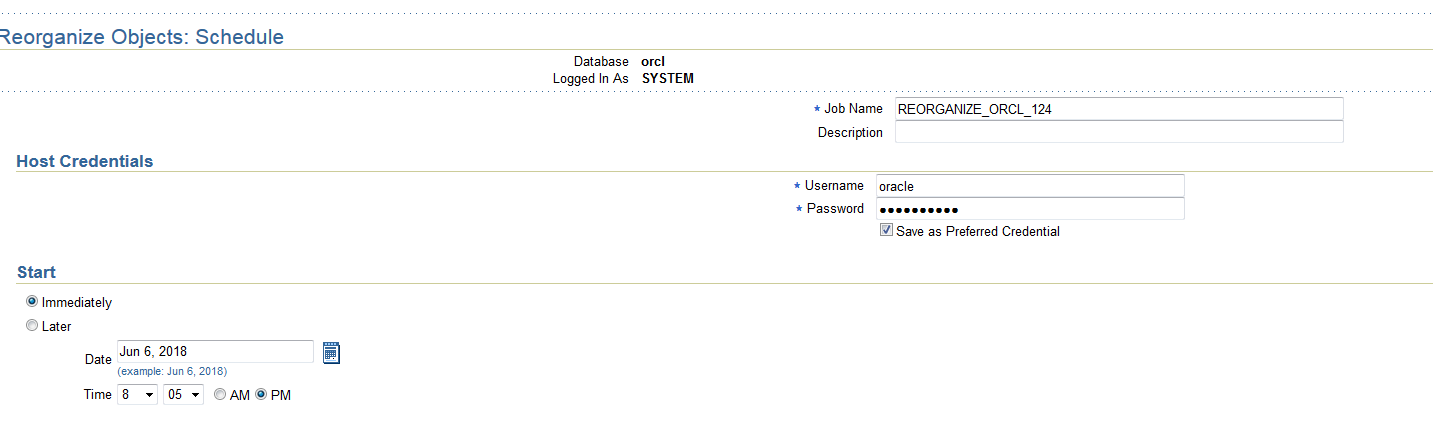 Reorganize Objects: Schedule
Database orcl
Logged In As SYSTEM
* Job Name REORGANIZE_ORCL_124
Description
Host Credentials
* Username oracle
* Password ••••••••••
Save as Preferred Credential
Start
Immediately
Later
Date Jun 6, 2018
(example: Jun 6, 2018)
Time 8 05 AM PM